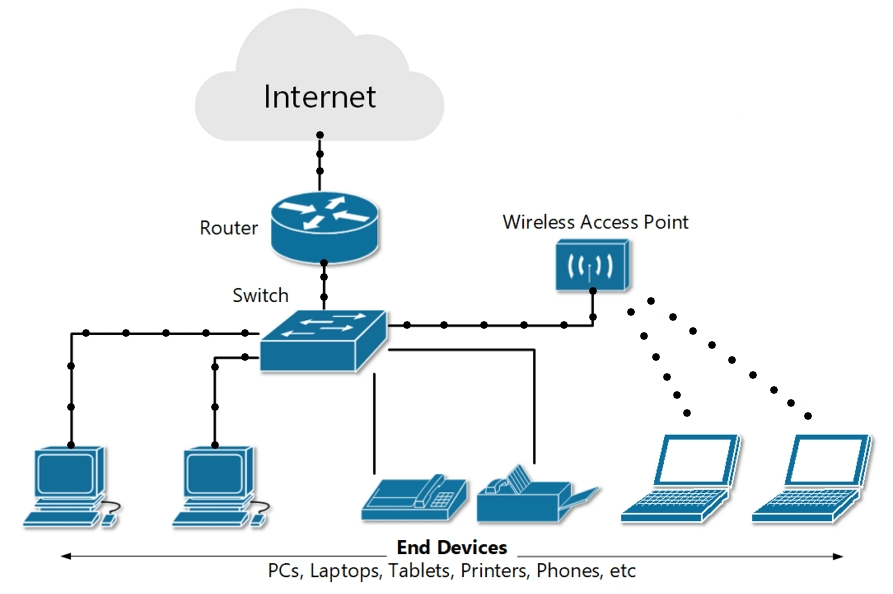 Internet
Router
Wireless Access Point
Switch
End Devices
PCs, Laptops, Tablets, Printers, Phones, etc